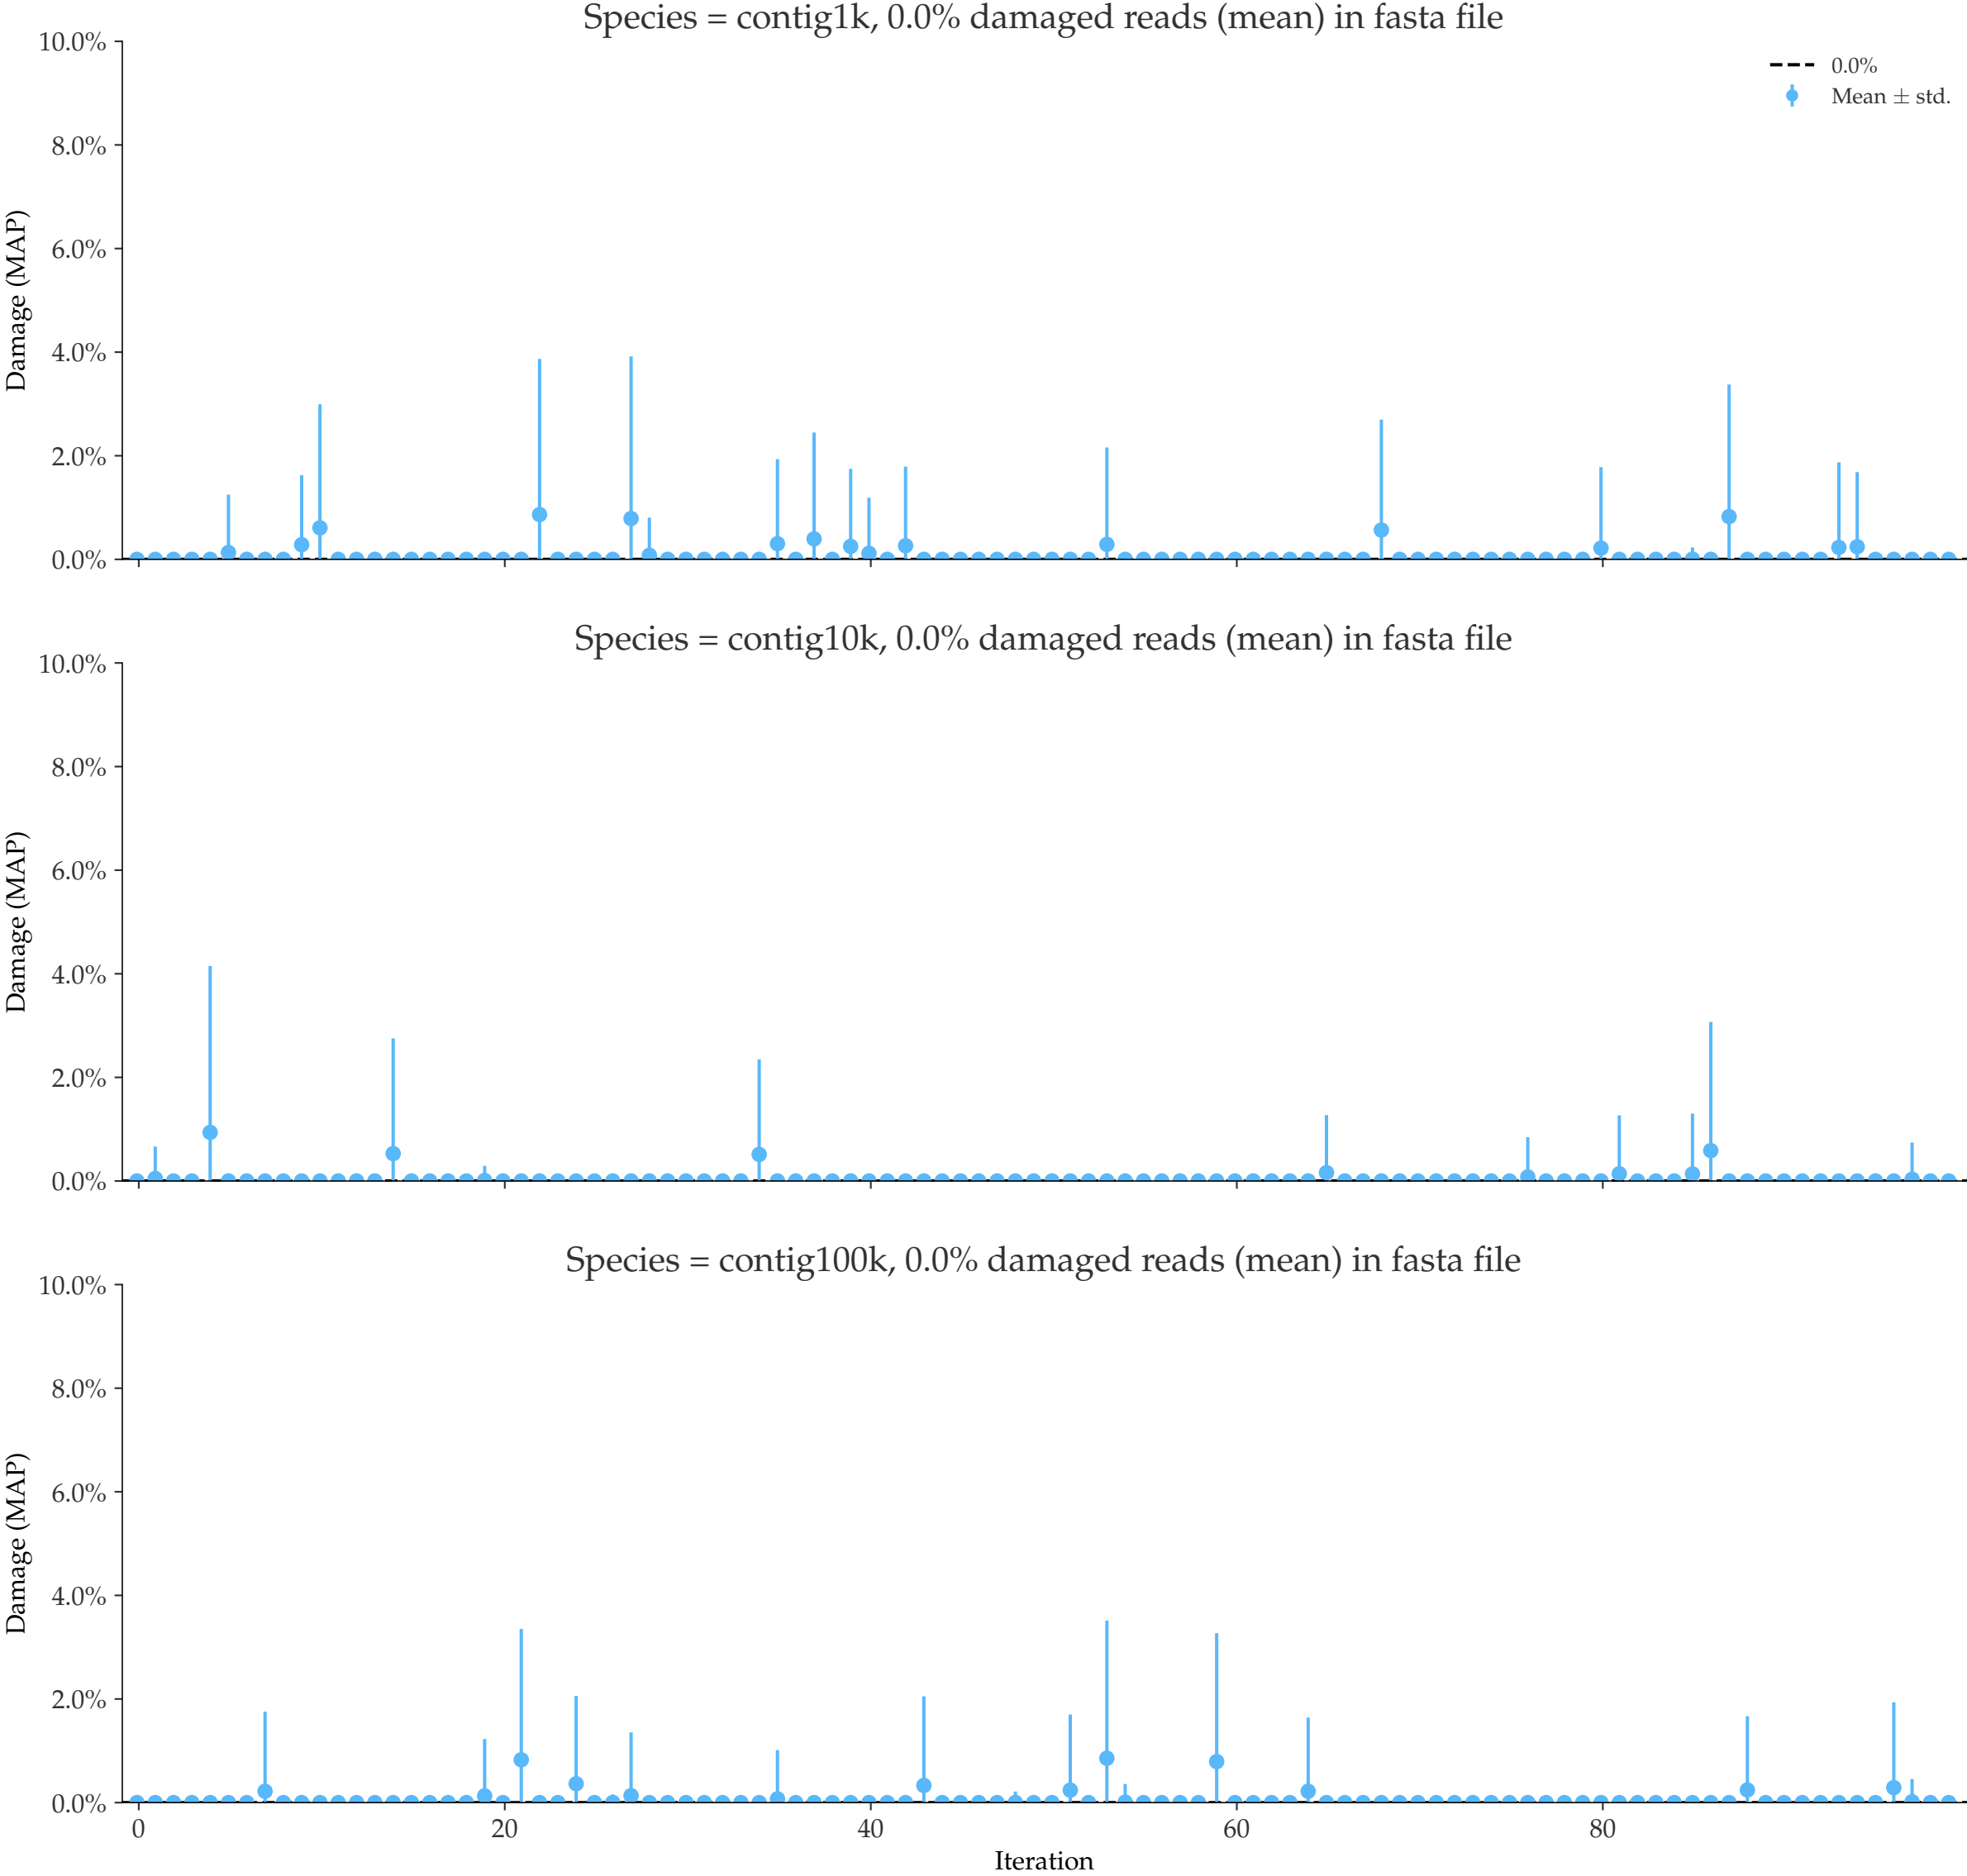 Species = contig1k, 0.0% damaged reads (mean) in fasta file
10.0%
8.0%
6.0%
4.0%
2.0%
0.0%
Damage (MAP)
0.0%
Mean ± std.
Species = contig10k, 0.0% damaged reads (mean) in fasta file
10.0%
8.0%
6.0%
4.0%
2.0%
0.0%
Damage (MAP)
Species = contig100k, 0.0% damaged reads (mean) in fasta file
10.0%
8.0%
6.0%
4.0%
2.0%
0.0%
Damage (MAP)
0 20 40 60 80
Iteration